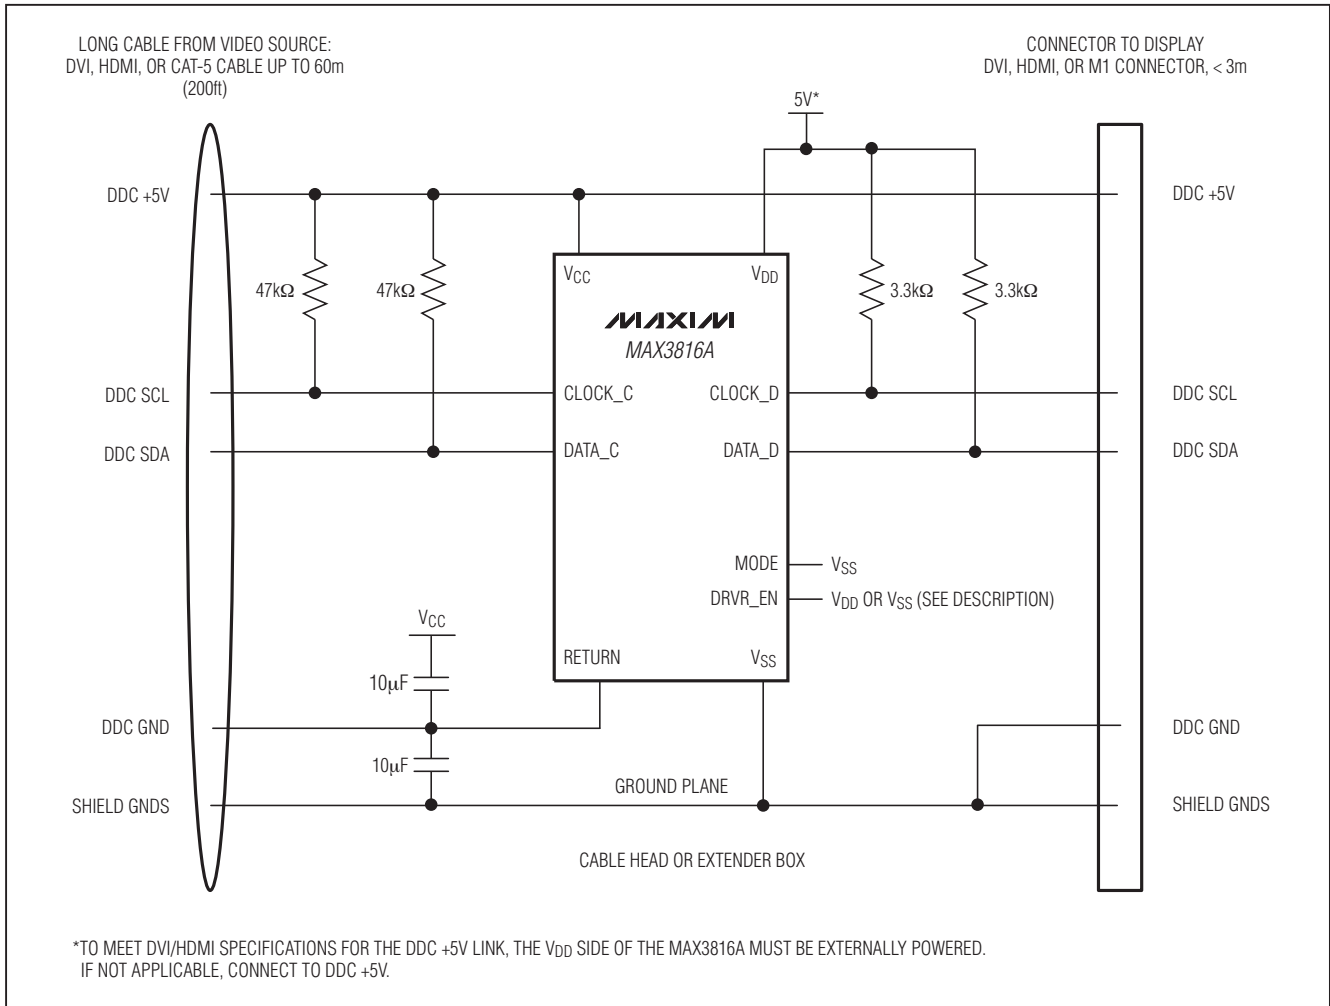 LONG CABLE FROM VIDEO SOURCE:
DVI, HDMI, OR CAT-5 CABLE UP TO 60m
(200ft)
CONNECTOR TO DISPLAY
DVI, HDMI, OR M1 CONNECTOR, < 3m
5V*
DDC +5V
DDC +5V
VCC
VDD
47kΩ
47kΩ
3.3kΩ
3.3kΩ
MAXIM
MAX3816A
DDC SCL
CLOCK_C
CLOCK_D
DDC SCL
DDC SDA
DATA_C
DATA_D
DDC SDA
MODE
VSS
DRVR_EN
VDD OR VSS (SEE DESCRIPTION)
VCC
RETURN
VSS
10μF
DDC GND
DDC GND
10μF
GROUND PLANE
SHIELD GNDS
SHIELD GNDS
CABLE HEAD OR EXTENDER BOX
*TO MEET DVI/HDMI SPECIFICATIONS FOR THE DDC +5V LINK, THE VDD SIDE OF THE MAX3816A MUST BE EXTERNALLY POWERED.
IF NOT APPLICABLE, CONNECT TO DDC +5V.